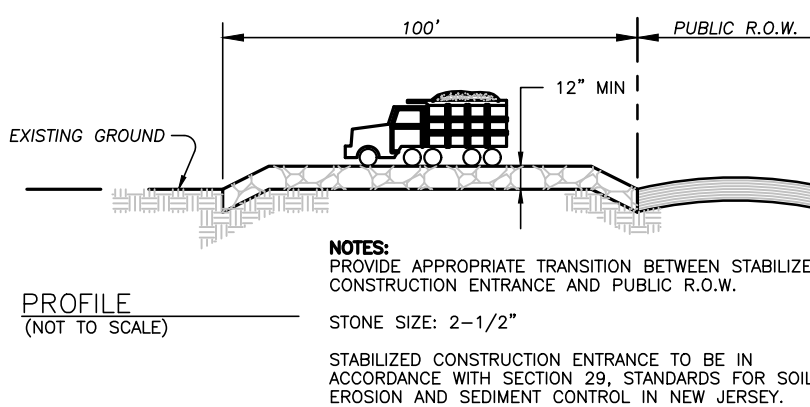 100'
PUBLIC R.O.W.
12" MIN
EXISTING GROUND
NOTES:
PROVIDE APPROPRIATE TRANSITION BETWEEN STABILIZE
CONSTRUCTION ENTRANCE AND PUBLIC R.O.W.
PROFILE
(NOT TO SCALE)
STONE SIZE: 2-1/2"
STABILIZED CONSTRUCTION ENTRANCE TO BE IN
ACCORDANCE WITH SECTION 29, STANDARDS FOR SOIL
EROSION AND SEDIMENT CONTROL IN NEW JERSEY.